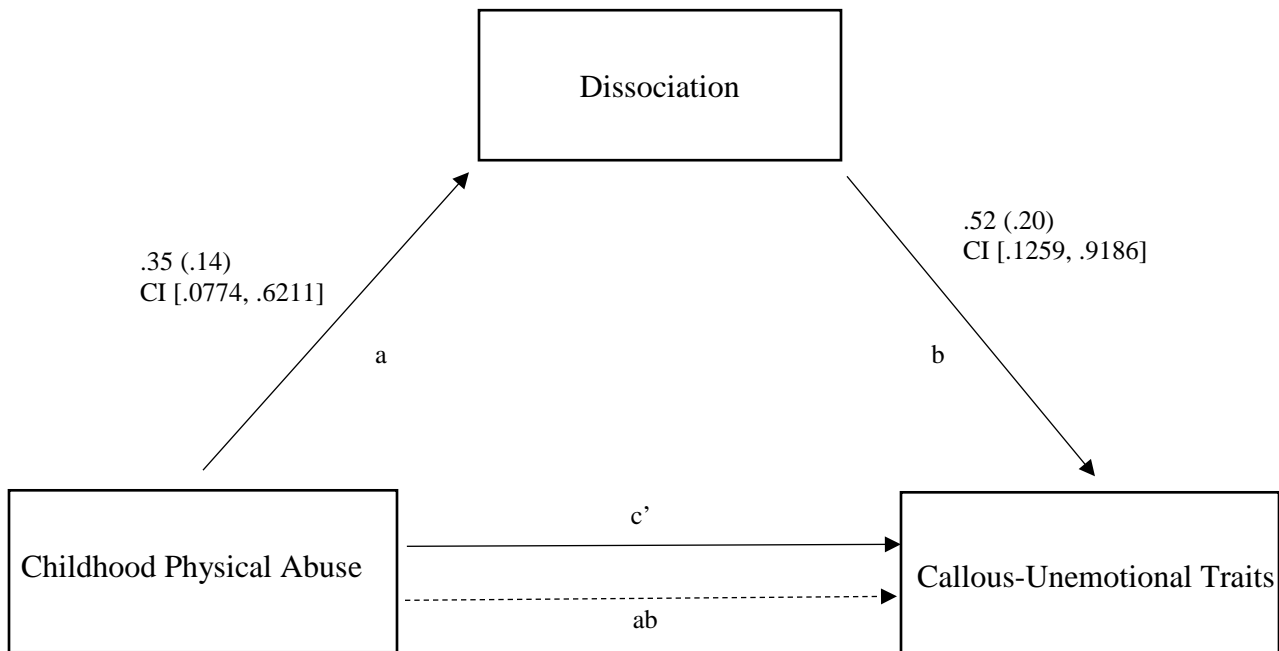 Dissociation
.35 (.14)
CI [.0774, .6211]
.52 (.20)
CI [.1259, .9186]
a
b
c’
Childhood Physical Abuse
Callous-Unemotional Traits
ab